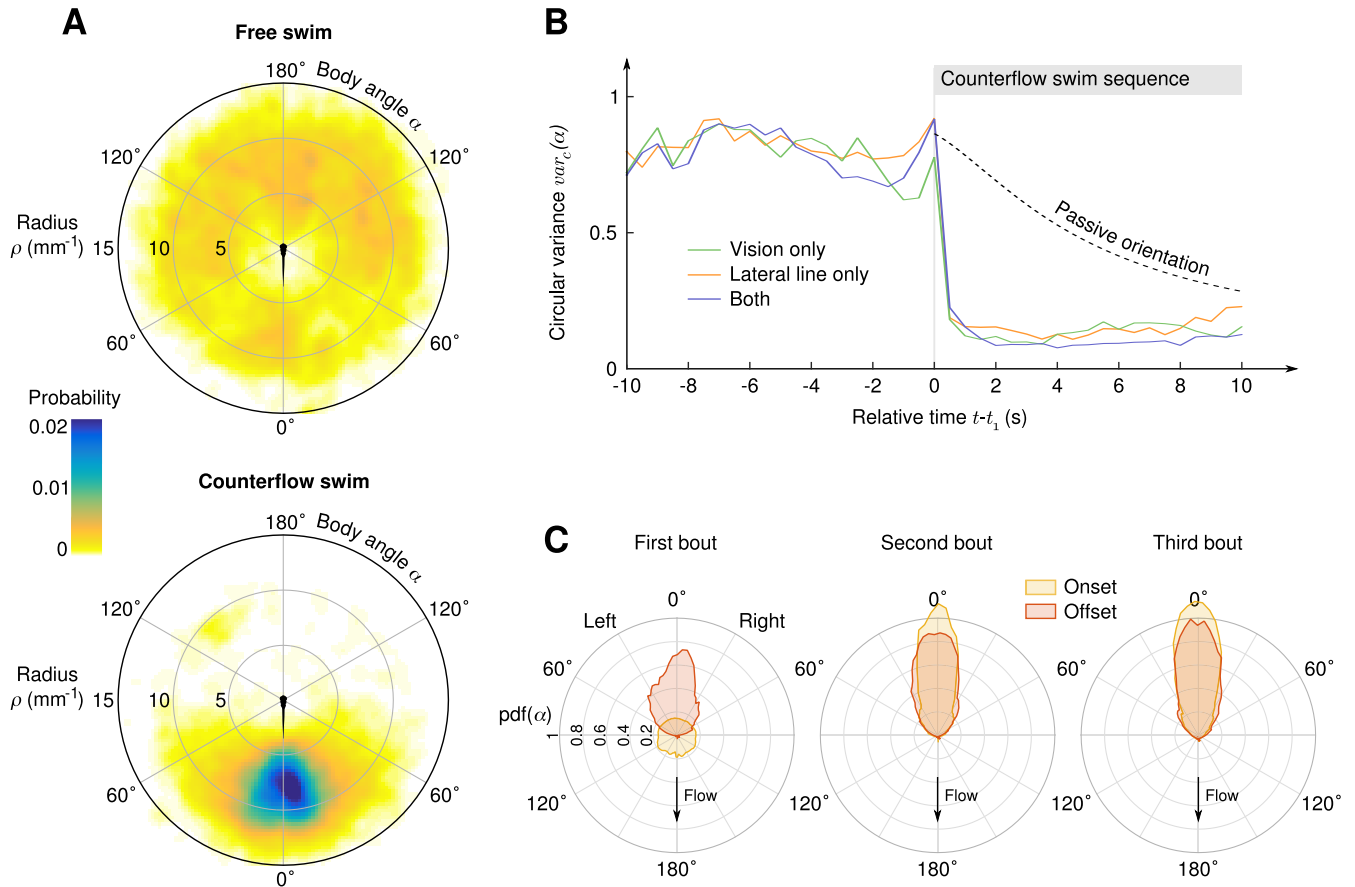 A
Free swim
180° Body angle α
120°
120°
Radius
ρ (mm-1) 15 10 5
60°
60°
0°
Probability
0.02
0.01
0
Counterflow swim
180° Body angle α
120°
120°
Radius
ρ (mm-1) 15 10 5
60°
60°
0°
B
Counterflow swim sequence
Circular variance varc(α)
1
0.5
0
Passive orientation
Vision only
Lateral line only
Both
-10 -8 -6 -4 -2 0 2 4 6 8 10
Relative time t-t1 (s)
C
First bout
Second bout
Third bout
Onset
Offset
0°
0°
0°
Left
Right
60°
60°
60°
pdf(α)
1 0.8 0.6 0.4 0.2
120°
120°
120°
Flow
Flow
Flow
180°
180°
180°